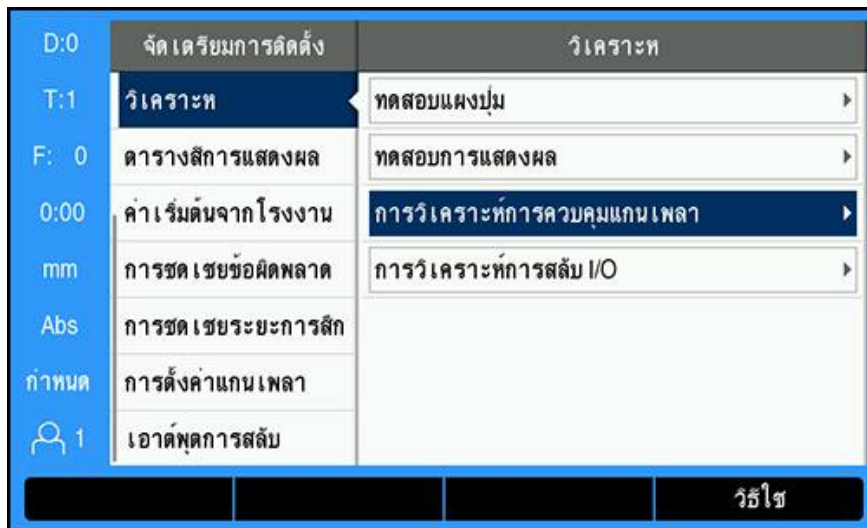 D:0
จัดเตรียมการติดตั้ง
วิเคราะห
T:1
วิเคราะห
ทดสอบแผงปุ่ม
F: 0
ตารางสีการแสดงผล
ทดสอบการแสดงผล
0:00
ค่าเริ่มต้นจากโรงงาน
การวิเคราะห์การควบคุมแกนเพลา
mm
การชดเชยข้อผิดพลาด
การวิเคราะห์การสลับ I/O
Abs
การชดเชยระยะการสึก
กำหนด
การตั้งค่าแกนเพลา
1
เอาต์พุตการสลับ
วิธีใช